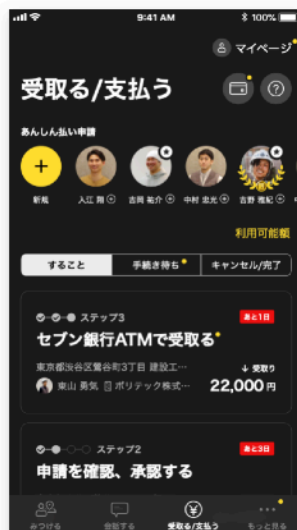 9:41 AM
100%
マイページ
受取る/支払う
あんしん払い申請
新規
入江 翔
吉岡 祐介
中村 忠光
吉野 雅紀
利用可能額
すること
手続き待ち
キャンセル/完了
ステップ3
あと1日
セブン銀行ATMで受取る
東京都渋谷区鶯谷町3丁目 建設工…
↓ 受取り
東山 勇気
ポリテック株式…
22,000 円
ステップ2
あと3日
申請を確認、承認する
みつける
会話する
受取る/支払う
もっと見る